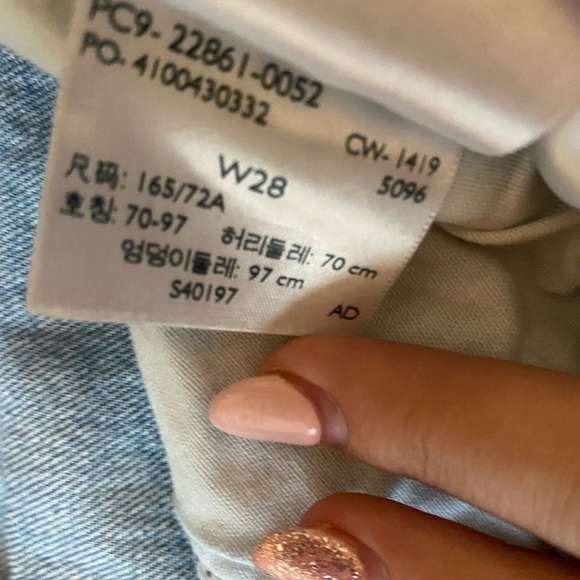 PC9- 22861-0052
PO- 4100430332
CW- 1419
5096
W28
尺码: 165/72A
호칭: 70-97 허리둘레: 70 cm
엉덩이둘레: 97 cm
S40197
AD